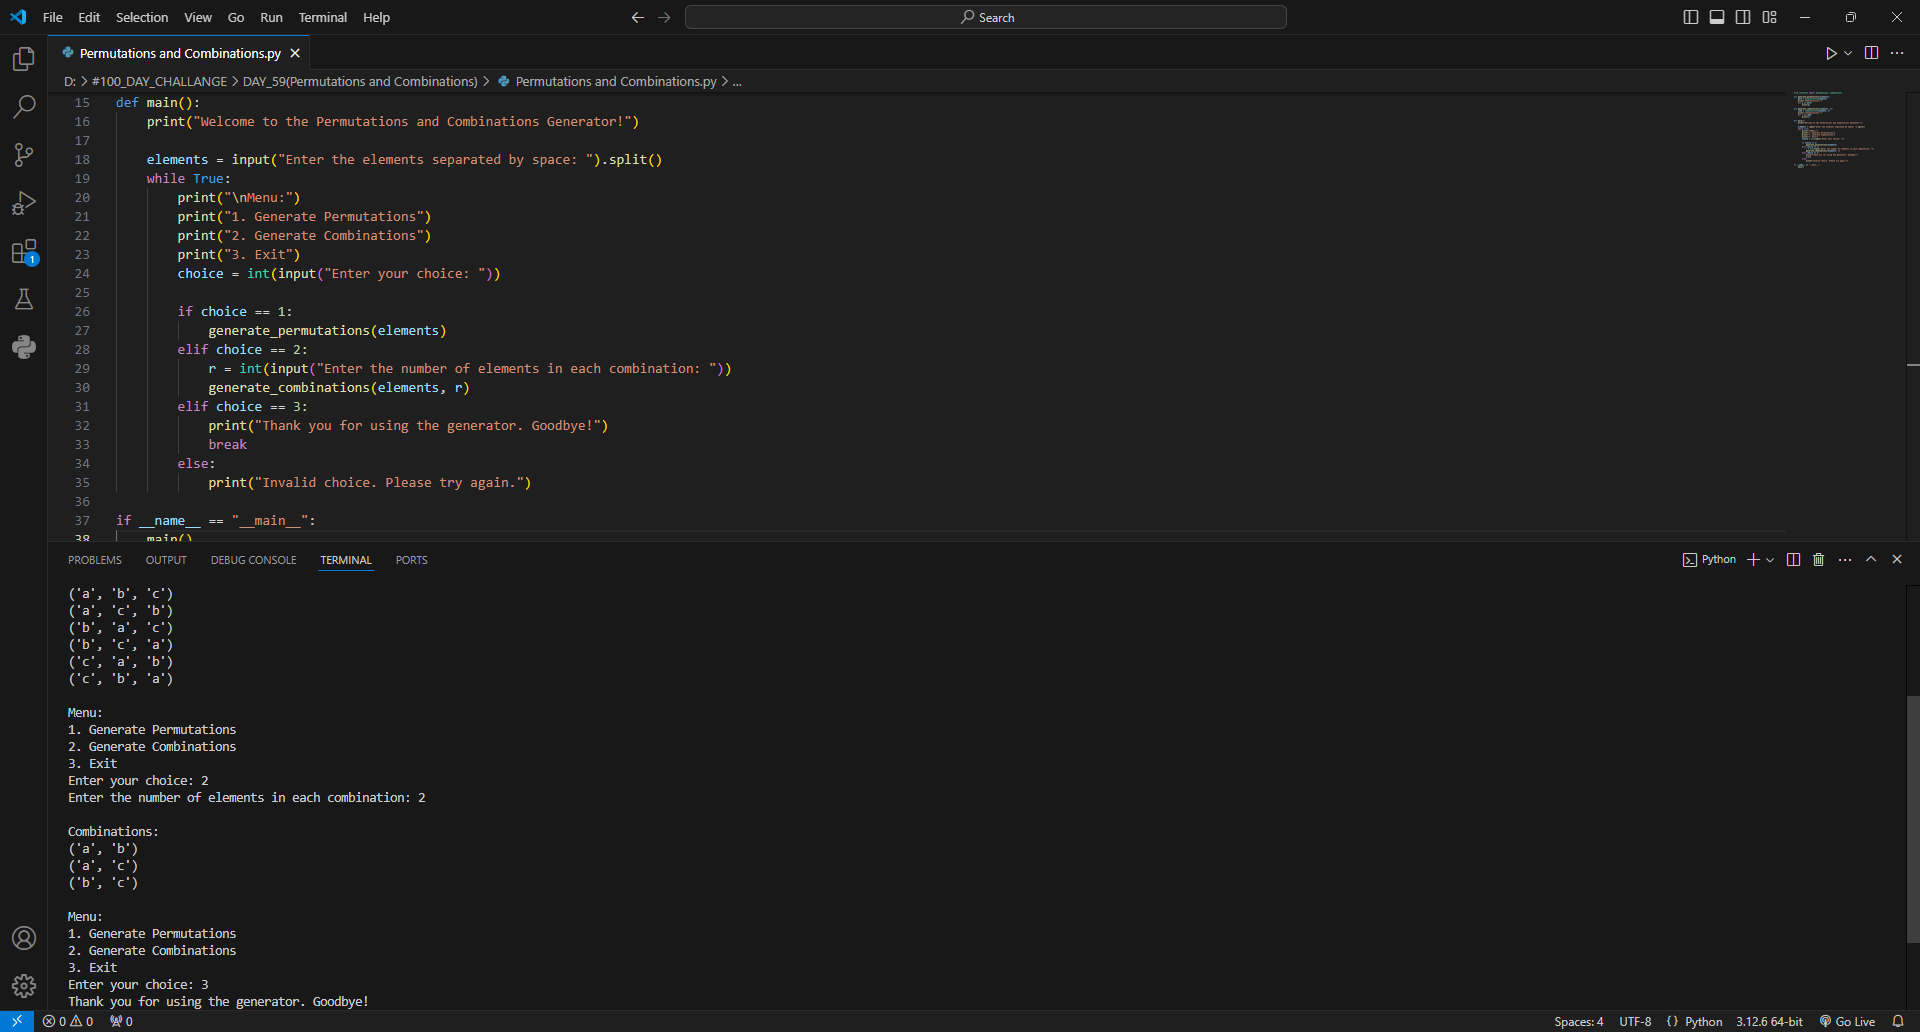 File Edit Selection View Go Run Terminal Help Search
Permutations and Combinations.py
D: > #100_DAY_CHALLANGE > DAY_59(Permutations and Combinations) > Permutations and Combinations.py > ...
15 def main():
16 print("Welcome to the Permutations and Combinations Generator!")
17
18 elements = input("Enter the elements separated by space: ").split()
19 while True:
20 print("\nMenu:")
21 print("1. Generate Permutations")
22 print("2. Generate Combinations")
23 print("3. Exit")
24 choice = int(input("Enter your choice: "))
25
26 if choice == 1:
27 generate_permutations(elements)
28 elif choice == 2:
29 r = int(input("Enter the number of elements in each combination: "))
30 generate_combinations(elements, r)
31 elif choice == 3:
32 print("Thank you for using the generator. Goodbye!")
33 break
34 else:
35 print("Invalid choice. Please try again.")
36
37 if __name__ == "__main__":
38 main()
1
PROBLEMS OUTPUT DEBUG CONSOLE TERMINAL PORTS Python
('a', 'b', 'c')
('a', 'c', 'b')
('b', 'a', 'c')
('b', 'c', 'a')
('c', 'a', 'b')
('c', 'b', 'a')
Menu:
1. Generate Permutations
2. Generate Combinations
3. Exit
Enter your choice: 2
Enter the number of elements in each combination: 2
Combinations:
('a', 'b')
('a', 'c')
('b', 'c')
Menu:
1. Generate Permutations
2. Generate Combinations
3. Exit
Enter your choice: 3
Thank you for using the generator. Goodbye!
0 0 0 Spaces: 4 UTF-8 {} Python 3.12.6 64-bit Go Live